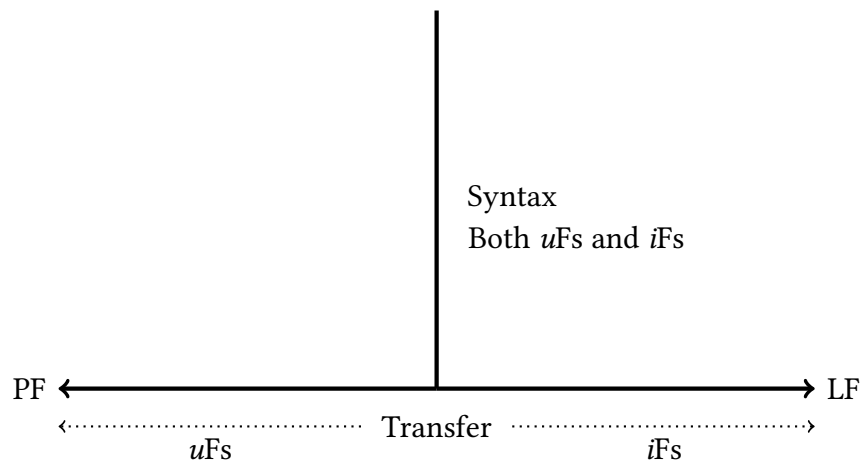 Syntax
Both uFs and iFs
PF
LF
Transfer
uFs
iFs